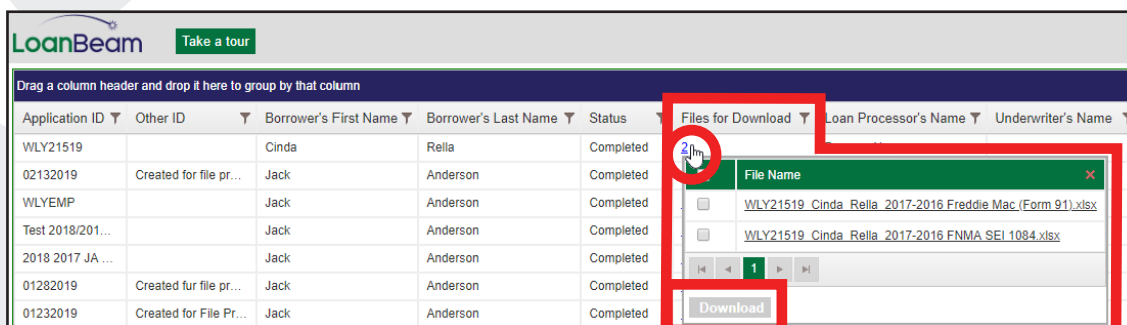 LoanBeam
Take a tour
Drag a column header and drop it here to group by that column
Application ID Other ID Borrower's First Name Borrower's Last Name Status Files for Download Loan Processor's Name Underwriter's Name
WLY21519 Cinda Rella Completed 2
02132019 Created for file pr... Jack Anderson Completed
WLYEMP Jack Anderson Completed
Test 2018/201... Jack Anderson Completed
2018 2017 JA ... Jack Anderson Completed
01282019 Created fur file pr... Jack Anderson Completed
01232019 Created for File Pr... Jack Anderson Completed
File Name
WLY21519_Cinda_Rella_2017-2016 Freddie Mac (Form 91).xlsx
WLY21519_Cinda_Rella_2017-2016 FNMA SEI 1084.xlsx
1
Download